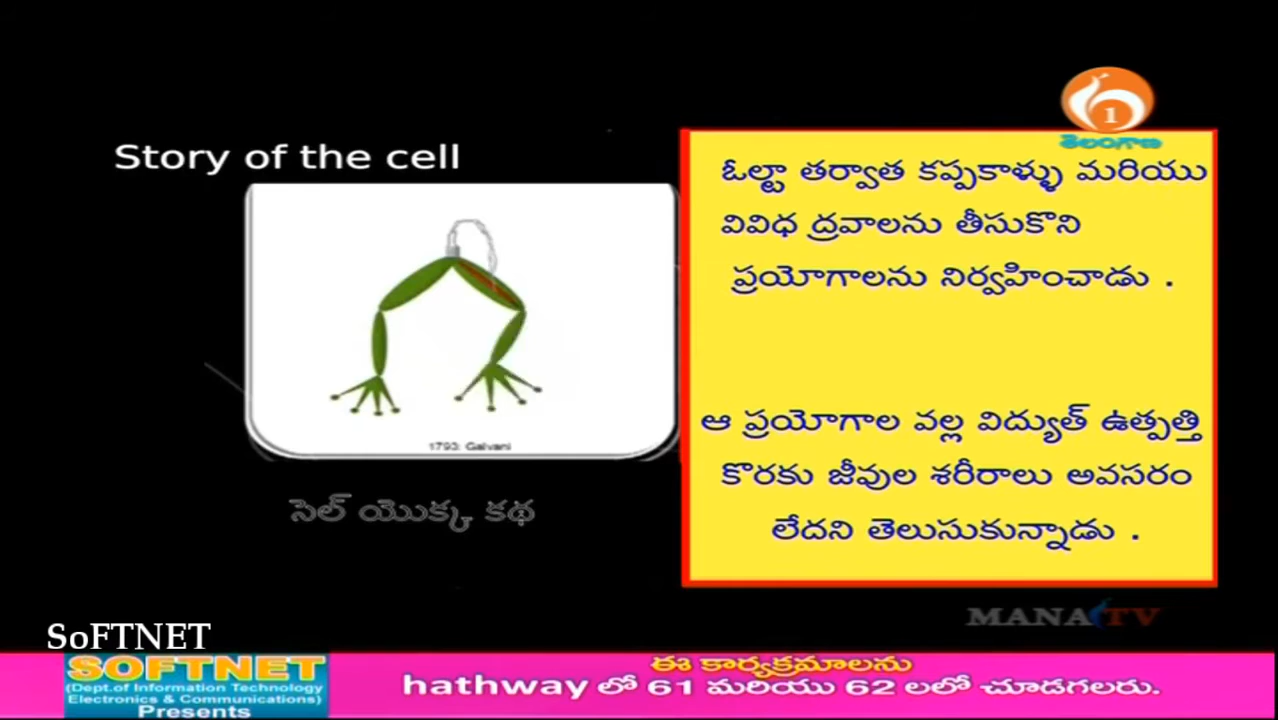 1
తెలంగాణ
Story of the cell
1793: Galvani
సెల్ యొక్క కథ
ఓల్టా తర్వాత కప్పకాళ్ళు మరియు
వివిధ ద్రవాలను తీసుకొని
ప్రయోగాలను నిర్వహించాడు .
ఆ ప్రయోగాల వల్ల విద్యుత్ ఉత్పత్తి
కొరకు జీవుల శరీరాలు అవసరం
లేదని తెలుసుకున్నాడు .
MANA TV
SoFTNET
SOFTNET
(Dept.of Information Technology
Electronics & Communications)
Presents
ఈ కార్యక్రమాలను
hathway లో 61 మరియు 62 లలో చూడగలరు.